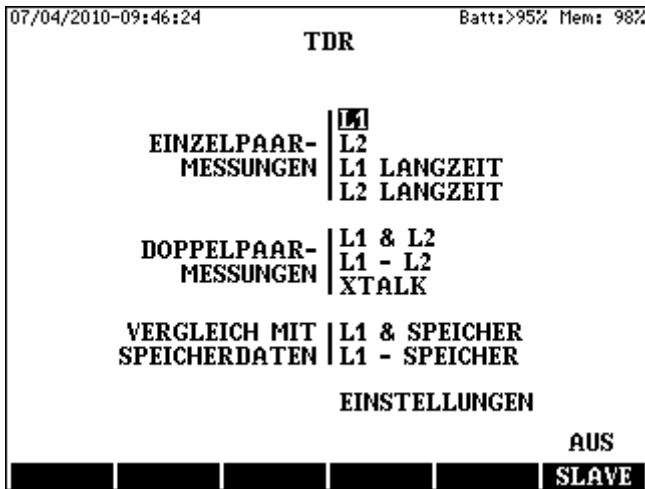 07/04/2010-09:46:24 Batt:>95% Mem: 98%
TDR
L1
EINZELPAAR- L2
MESSUNGEN L1 LANGZEIT
L2 LANGZEIT
L1 & L2
DOPPELPAAR- L1 - L2
MESSUNGEN XTALK
VERGLEICH MIT L1 & SPEICHER
SPEICHERDATEN L1 - SPEICHER
EINSTELLUNGEN
AUS
SLAVE